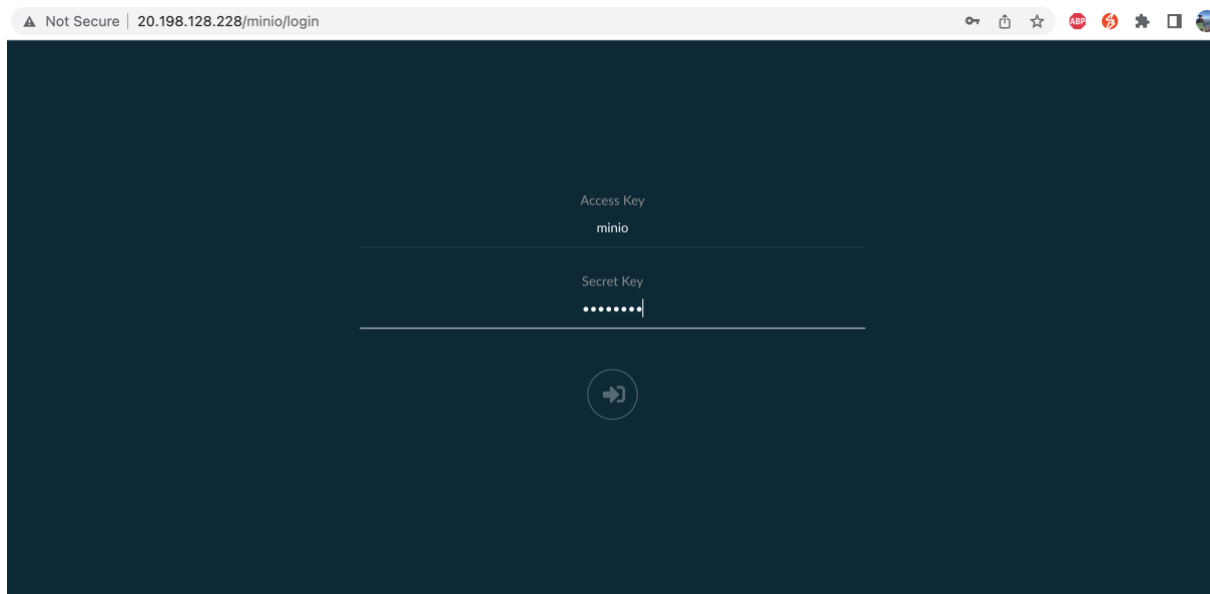 Not Secure 20.198.128.228/minio/login
ABP
Access Key
minio
Secret Key
••••••••